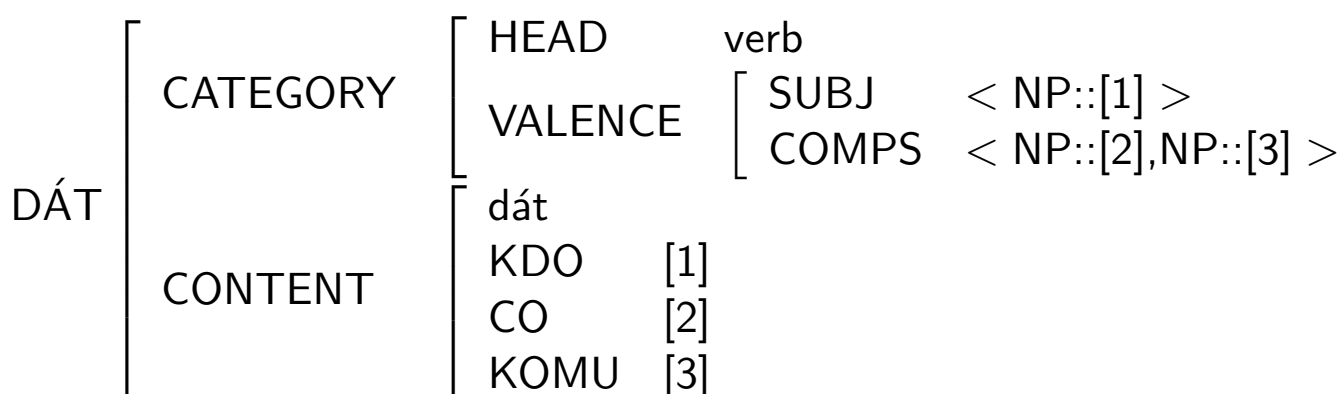 HEAD verb
CATEGORY VALENCE SUBJ < NP::[1] >
COMPS < NP::[2],NP::[3] >
DÁT
dát
KDO [1]
CONTENT CO [2]
KOMU [3]